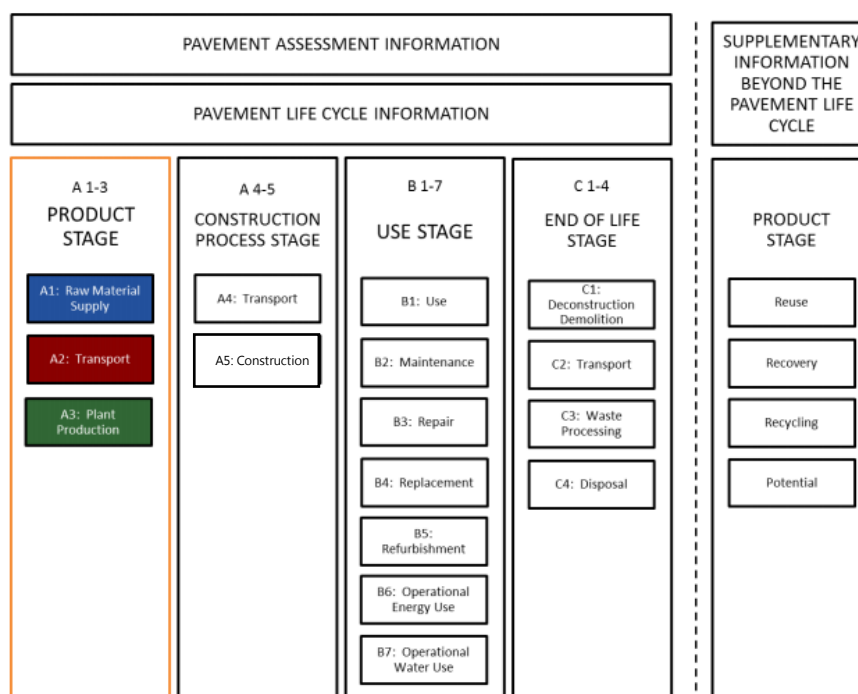 PAVEMENT ASSESSMENT INFORMATION
PAVEMENT LIFE CYCLE INFORMATION
SUPPLEMENTARY
INFORMATION
BEYOND THE
PAVEMENT LIFE
CYCLE
A 1-3
PRODUCT
STAGE
A1: Raw Material
Supply
A2: Transport
A3: Plant
Production
A 4-5
CONSTRUCTION
PROCESS STAGE
A4: Transport
A5: Construction
B 1-7
USE STAGE
B1: Use
B2: Maintenance
B3: Repair
B4: Replacement
B5:
Refurbishment
B6: Operational
Energy Use
B7: Operational
Water Use
C 1-4
END OF LIFE
STAGE
C1:
Deconstruction
Demolition
C2: Transport
C3: Waste
Processing
C4: Disposal
PRODUCT
STAGE
Reuse
Recovery
Recycling
Potential